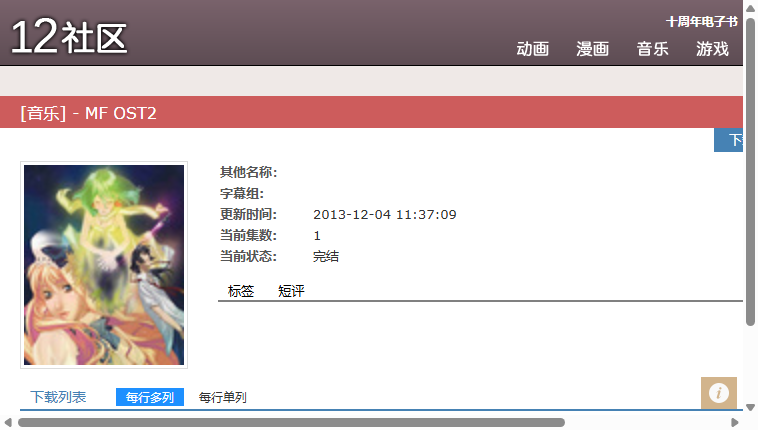 12社区
十周年电子书
动画 漫画 音乐 游戏
[音乐] - MF OST2
下
其他名称:
字幕组:
更新时间: 2013-12-04 11:37:09
当前集数: 1
当前状态: 完结
标签 短评
下载列表 每行多列 每行单列
i